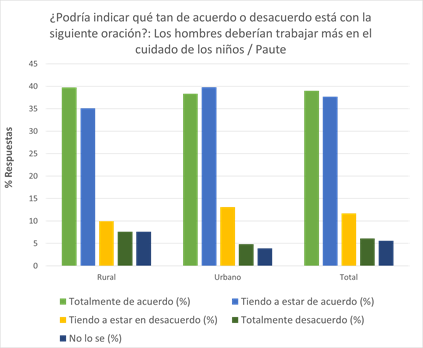 ¿Podría indicar qué tan de acuerdo o desacuerdo está con la
siguiente oración?: Los hombres deberían trabajar más en el
cuidado de los niños / Paute
45
40
35
30
25
20
15
10
5
0
% Respuestas
Rural
Urbano
Total
Totalmente de acuerdo (%)
Tiendo a estar de acuerdo (%)
Tiendo a estar en desacuerdo (%)
Totalmente desacuerdo (%)
No lo se (%)